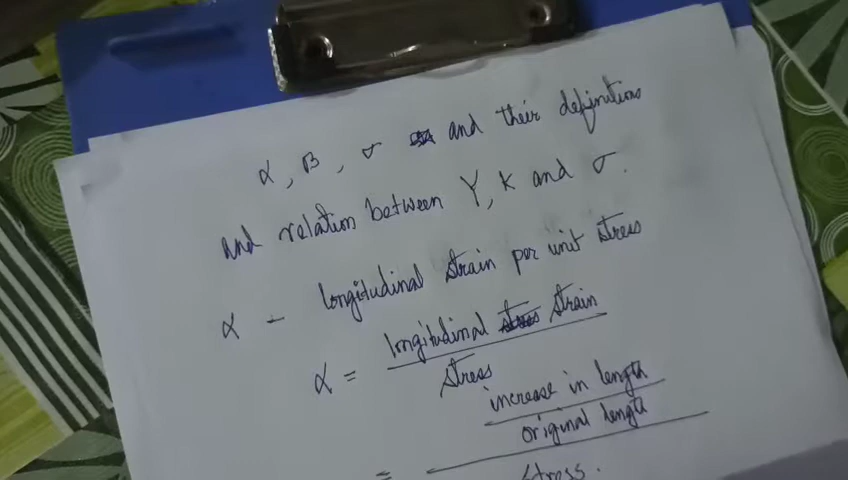 α, β, σ and their definitions
and relation between Y, K and σ.
α - longitudinal strain per unit stress
α = longitudinal strain
stress
increase in length
original length
=
stress.